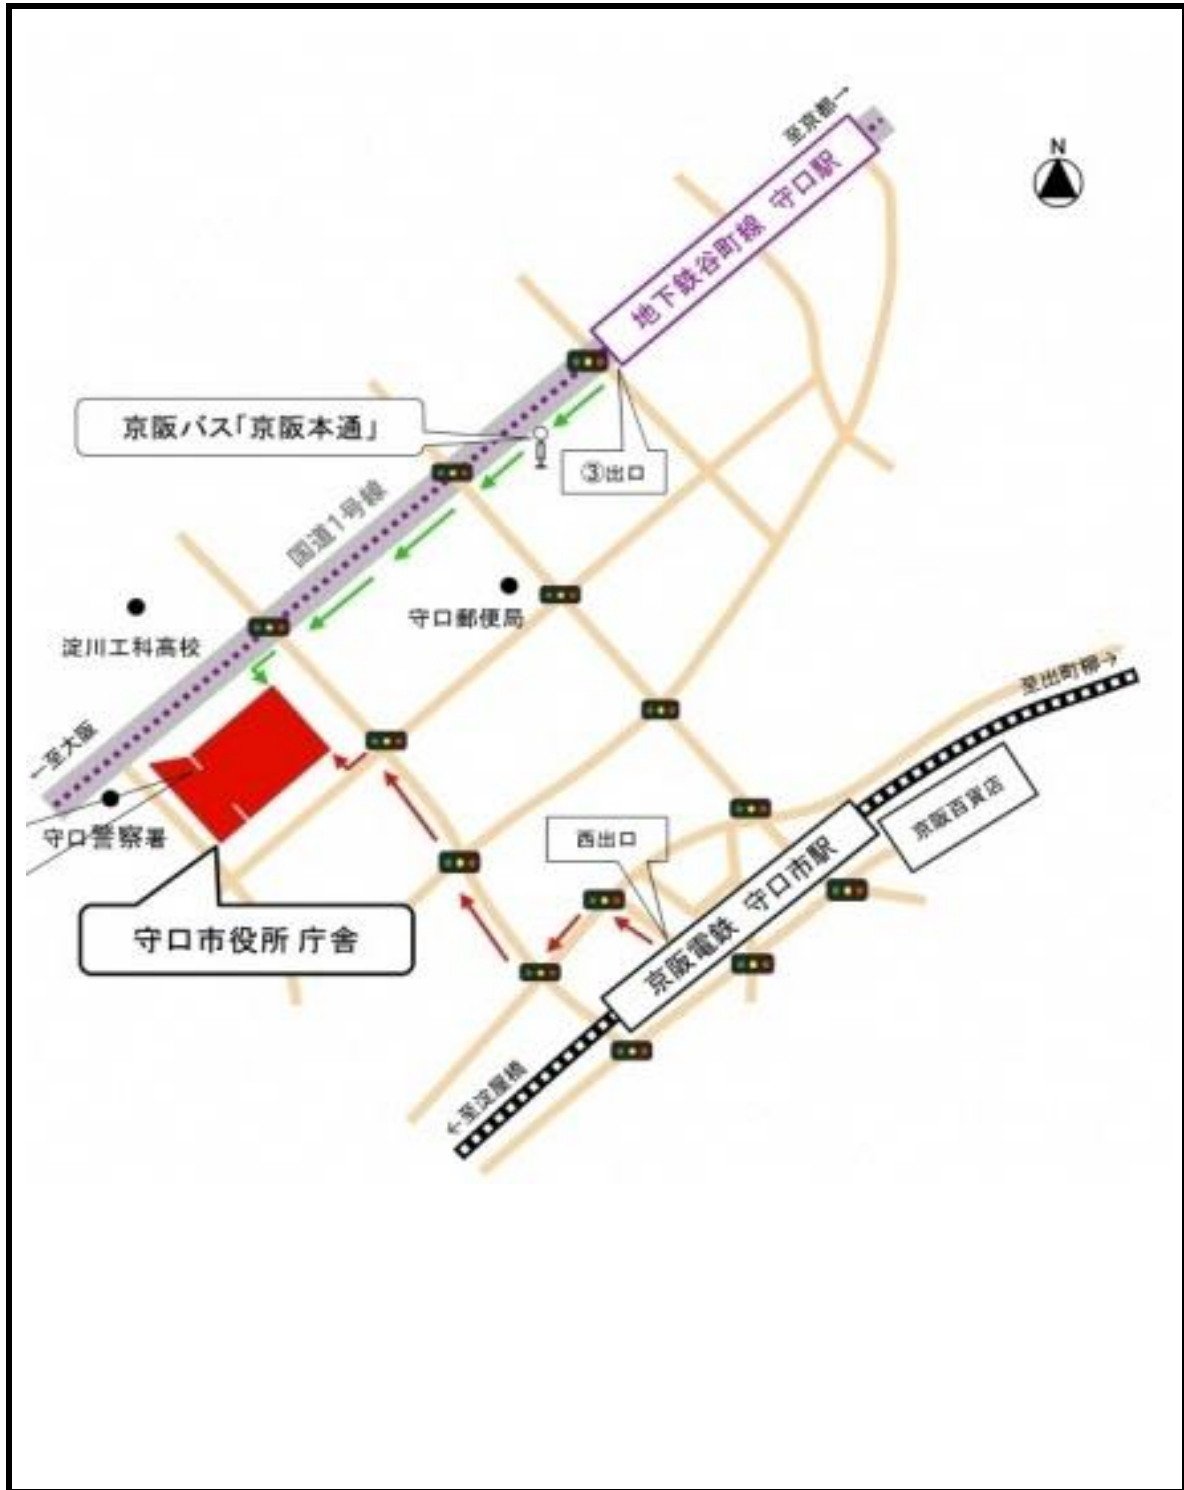 至京都→
N
地下鉄谷町線 守口駅
京阪バス「京阪本通」
③出口
国道1号線
守口郵便局
淀川工科高校
至出町柳→
←至大阪
京阪百貨店
守口警察署
西出口
京阪電鉄 守口市駅
守口市役所 庁舎
←至淀屋橋